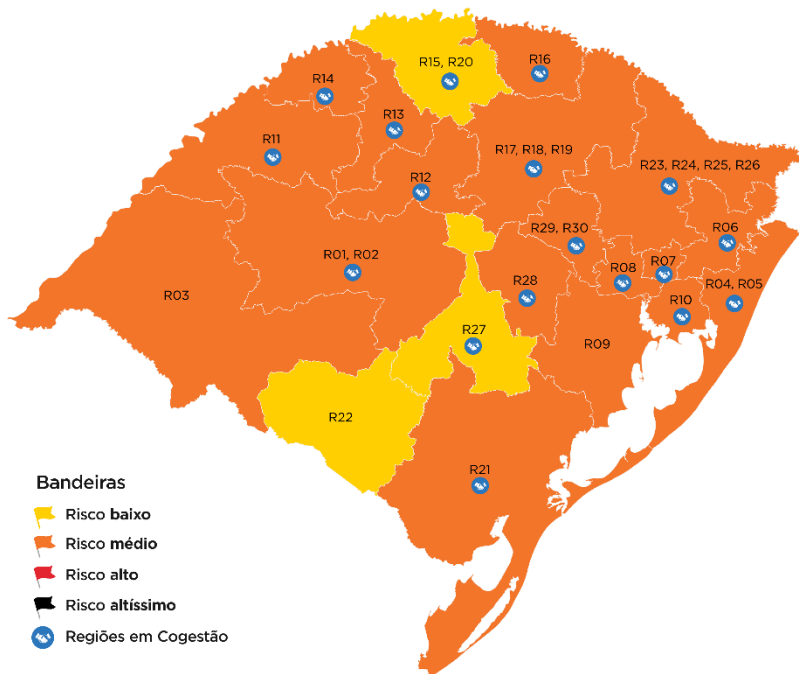 R15, R20
R16
R14
R13
R11
R17, R18, R19
R23, R24, R25, R26
R12
R29, R30
R06
R01, R02
R07
R08
R28
R04, R05
R03
R10
R27
R09
R22
R21
Bandeiras
Risco baixo
Risco médio
Risco alto
Risco altíssimo
Regiões em Cogestão